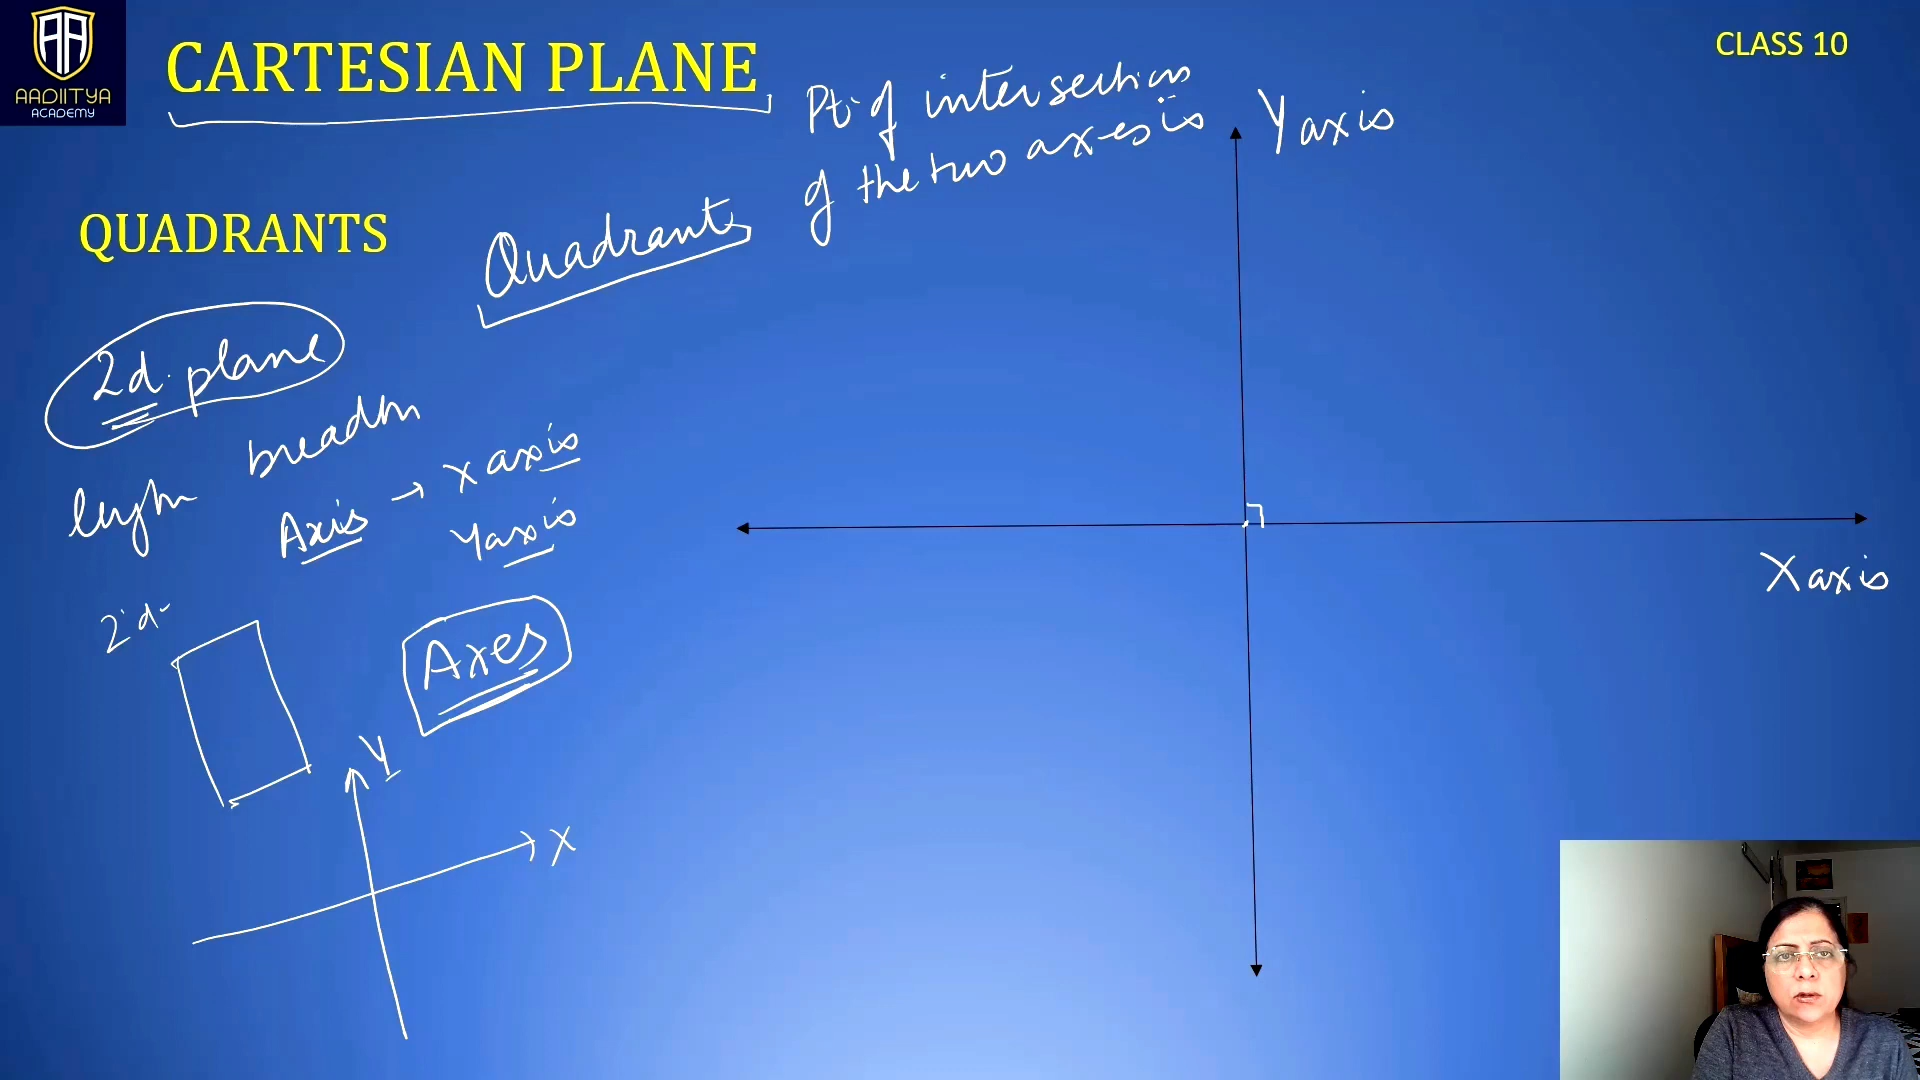 AADIITYA
ACADEMY
CARTESIAN PLANE
CLASS 10
Pt. of intersection
of the two axes is
Y axis
QUADRANTS
Quadrants
2d. plane
length breadth
Axis → X axis
Y axis
X axis
2d.
Axes
Y
X